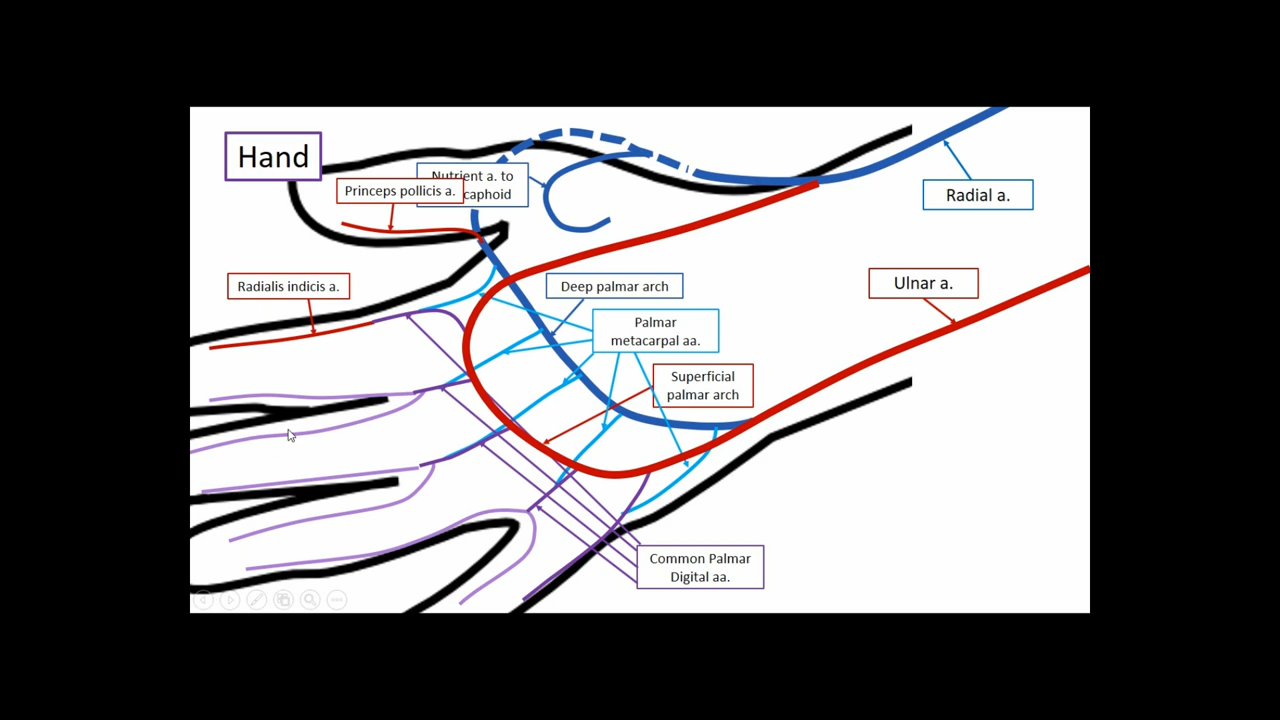 Hand
Nutrient a. to
caphoid
Princeps pollicis a.
Radial a.
Radialis indicis a.
Deep palmar arch
Ulnar a.
Palmar
metacarpal aa.
Superficial
palmar arch
Common Palmar
Digital aa.